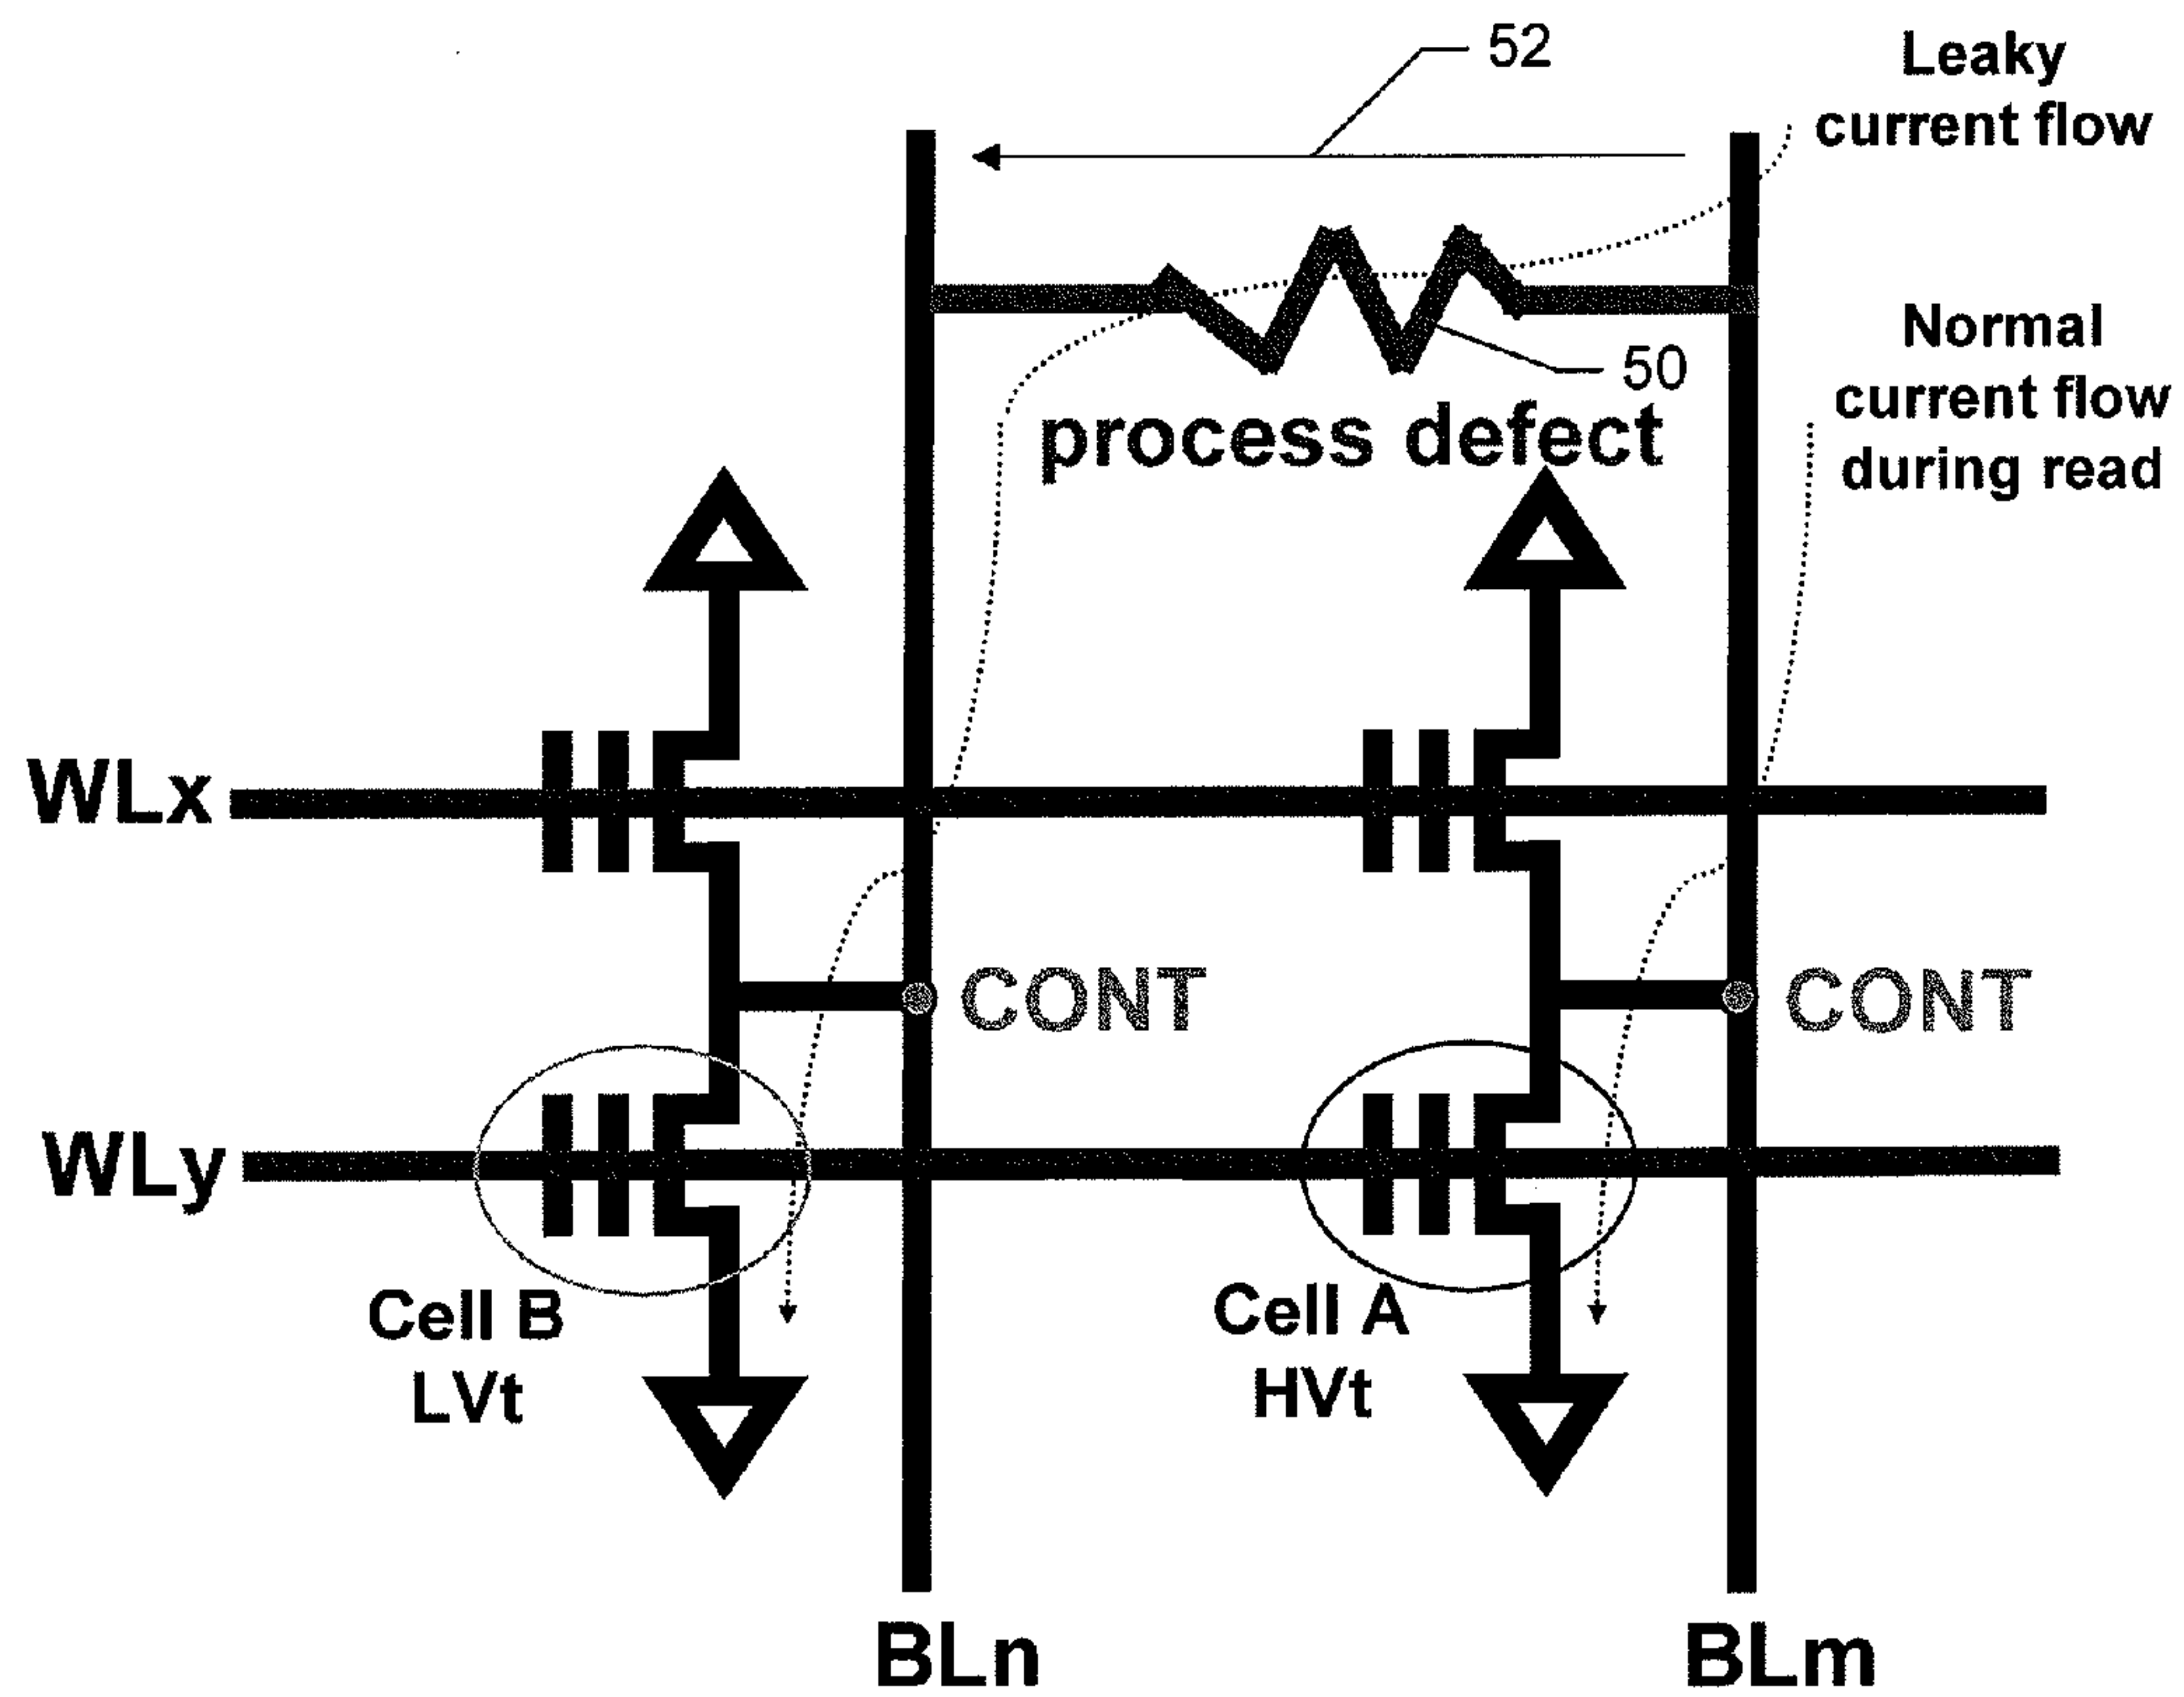 52
Leaky
current flow
Normal
current flow
during read
50
process defect
WLx
CONT
CONT
WLy
Cell B
LVt
Cell A
HVt
BLn
BLm